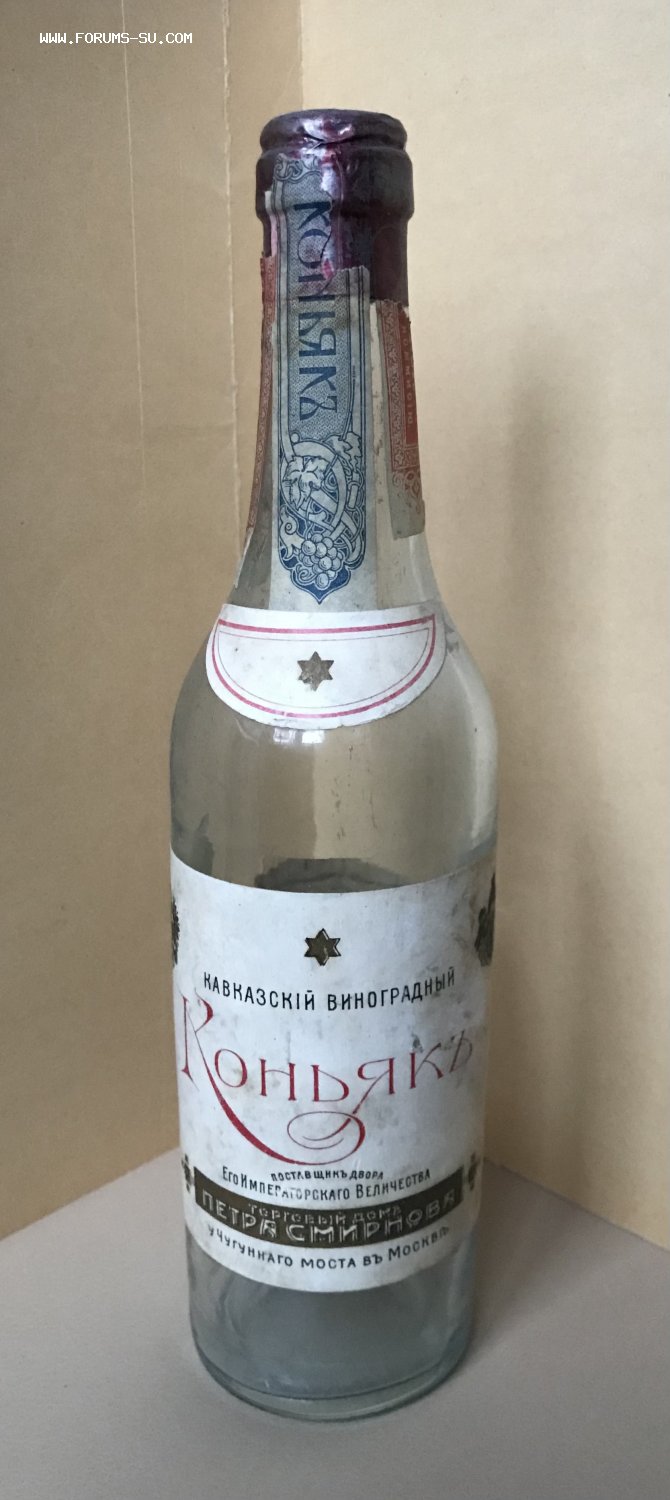 WWW.FORUMS-SU.COM
КОНЬЯКЪ
КАВКАЗСКІЙ ВИНОГРАДНЫЙ
Коньякъ
ПОСТАВЩИКЪ ДВОРА
ЕГО ИМПЕРАТОРСКАГО ВЕЛИЧЕСТВА
ТОРГОВЫЙ ДОМЪ
ПЕТРА СМИРНОВА
У ЧУГУННАГО МОСТА ВЪ МОСКВѢ